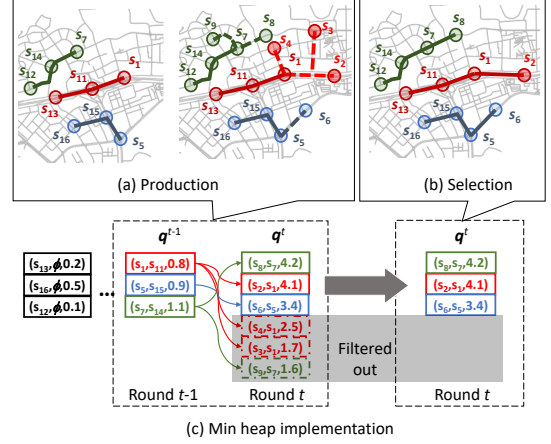 S7
S14
S12
S1
S11
S13
S15
S16
S5
S9
S8
S7
S14
S12
S4
S3
S1
S2
S11
S13
S15
S16
S5
S6
S8
S7
S14
S12
S1
S2
S11
S13
S15
S16
S5
S6
(a) Production
(b) Selection
q^{t-1}
q^t
q^t
(s13,ϕ,0.2)
(s16,ϕ,0.5)
(s12,ϕ,0.1)
...
(s1,s11,0.8)
(s5,s15,0.9)
(s7,s14,1.1)
(s8,s7,4.2)
(s2,s1,4.1)
(s6,s5,3.4)
(s4,s1,2.5)
(s3,s1,1.7)
(s9,s7,1.6)
Filtered
out
(s8,s7,4.2)
(s2,s1,4.1)
(s6,s5,3.4)
Round t-1
Round t
Round t
(c) Min heap implementation